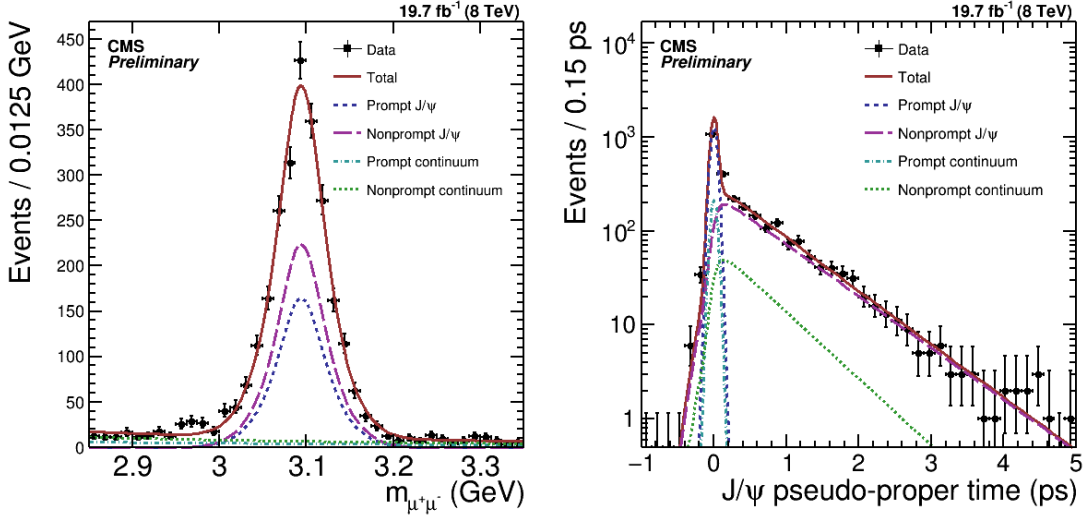 19.7 fb⁻¹ (8 TeV)
CMS
Preliminary
Data
Total
Prompt J/ψ
Nonprompt J/ψ
Prompt continuum
Nonprompt continuum
Events / 0.0125 GeV
450
400
350
300
250
200
150
100
50
0
2.9 3 3.1 3.2 3.3
m_μ⁺μ⁻ (GeV)
19.7 fb⁻¹ (8 TeV)
CMS
Preliminary
Data
Total
Prompt J/ψ
Nonprompt J/ψ
Prompt continuum
Nonprompt continuum
Events / 0.15 ps
10⁴
10³
10²
10
1
−1 0 1 2 3 4 5
J/ψ pseudo-proper time (ps)